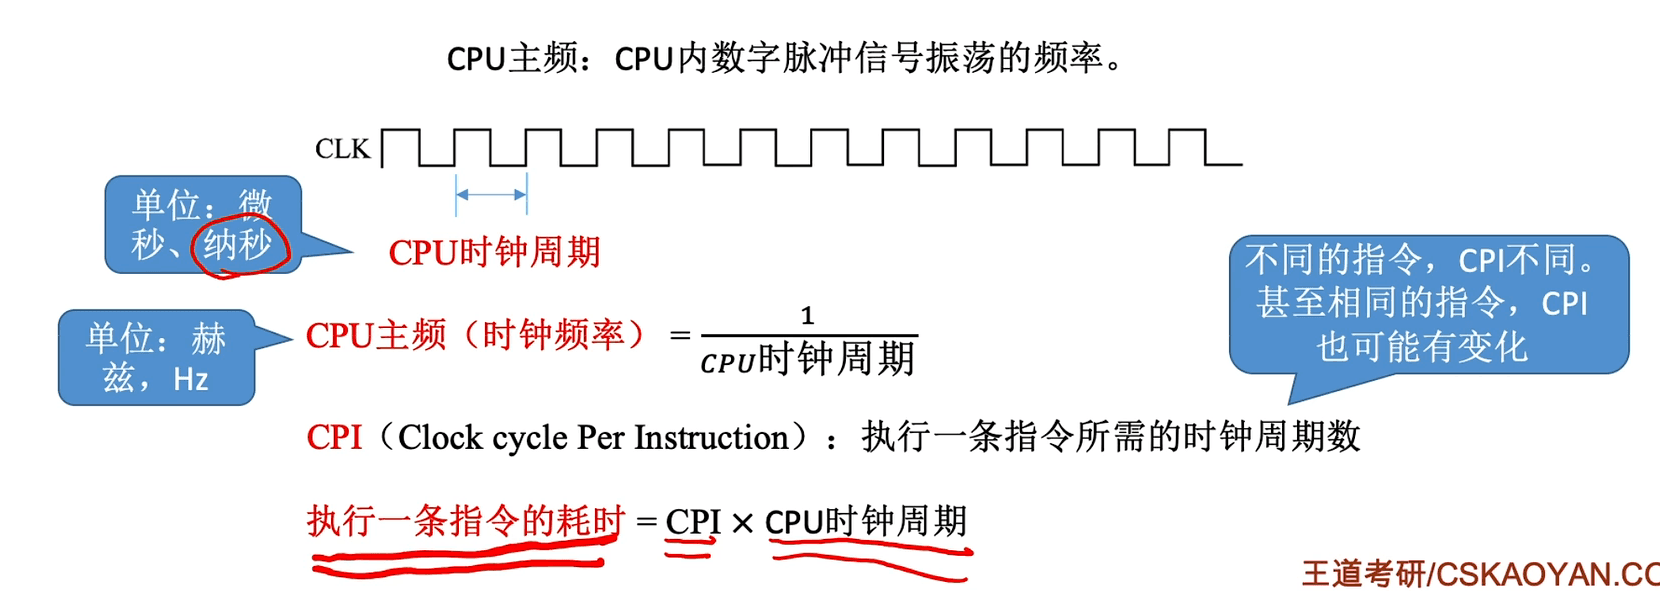 CPU主频：CPU内数字脉冲信号振荡的频率。
CLK
单位：微
秒、纳秒
CPU时钟周期
不同的指令，CPI不同。
甚至相同的指令，CPI
也可能有变化
单位：赫
兹，Hz
CPU主频（时钟频率）= 1
CPU时钟周期
CPI（Clock cycle Per Instruction）：执行一条指令所需的时钟周期数
执行一条指令的耗时 = CPI × CPU时钟周期
王道考研/CSKAOYAN.CO